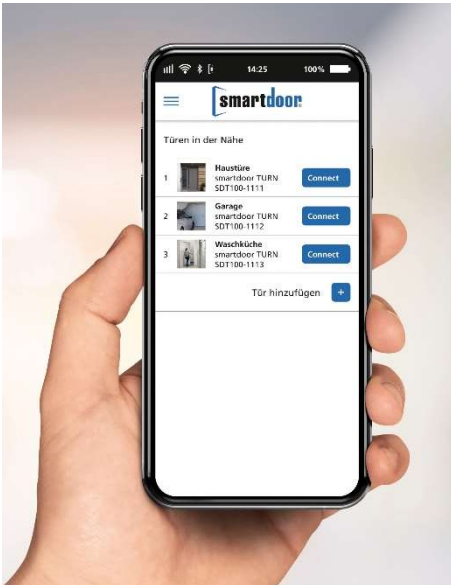 14:25
100%
smartdoor
Türen in der Nähe
1
Haustüre
smartdoor TURN
SDT100-1111
Connect
2
Garage
smartdoor TURN
SDT100-1112
Connect
3
Waschküche
smartdoor TURN
SDT100-1113
Connect
Tür hinzufügen +